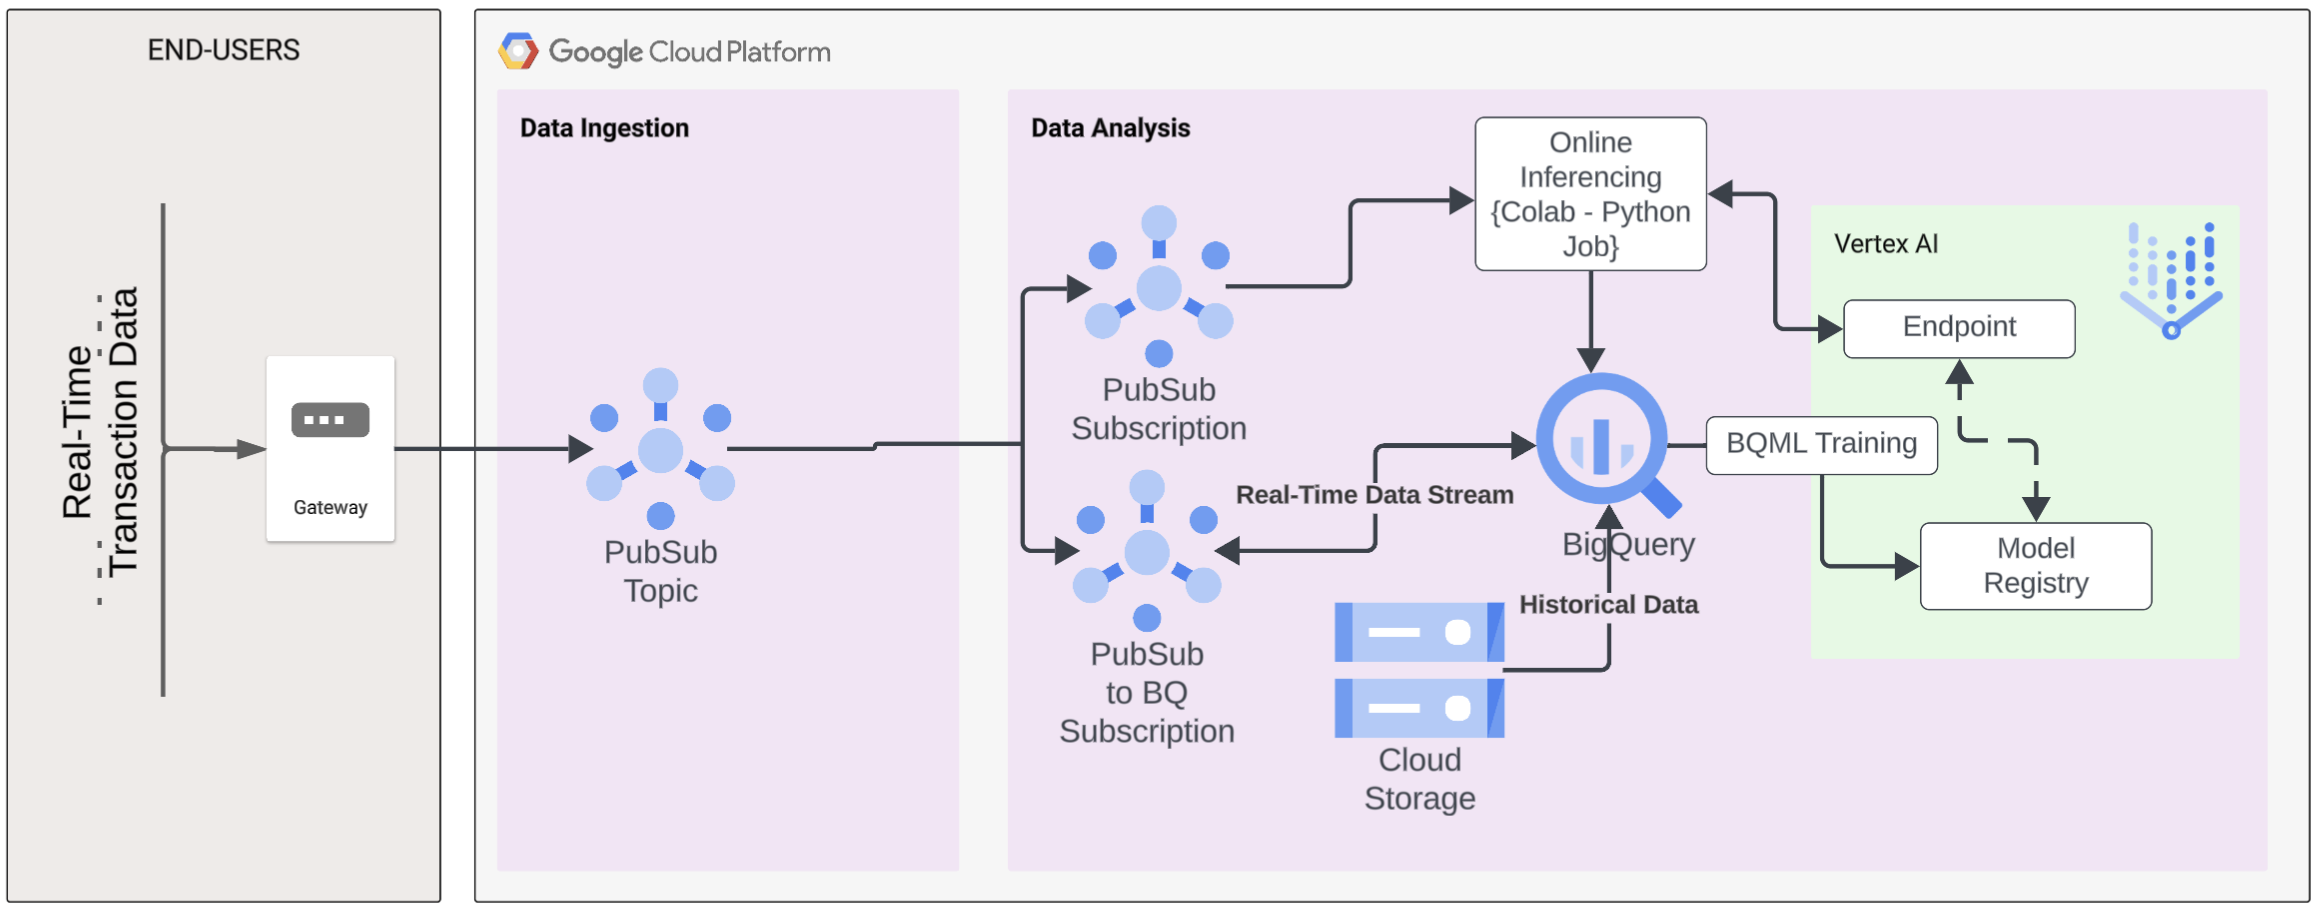 END-USERS
Real-Time
Transaction Data
Gateway
Google Cloud Platform
Data Ingestion
PubSub
Topic
Data Analysis
PubSub
Subscription
PubSub
to BQ
Subscription
Real-Time Data Stream
Online
Inferencing
{Colab - Python
Job}
BigQuery
Historical Data
Cloud
Storage
BQML Training
Vertex AI
Endpoint
Model
Registry